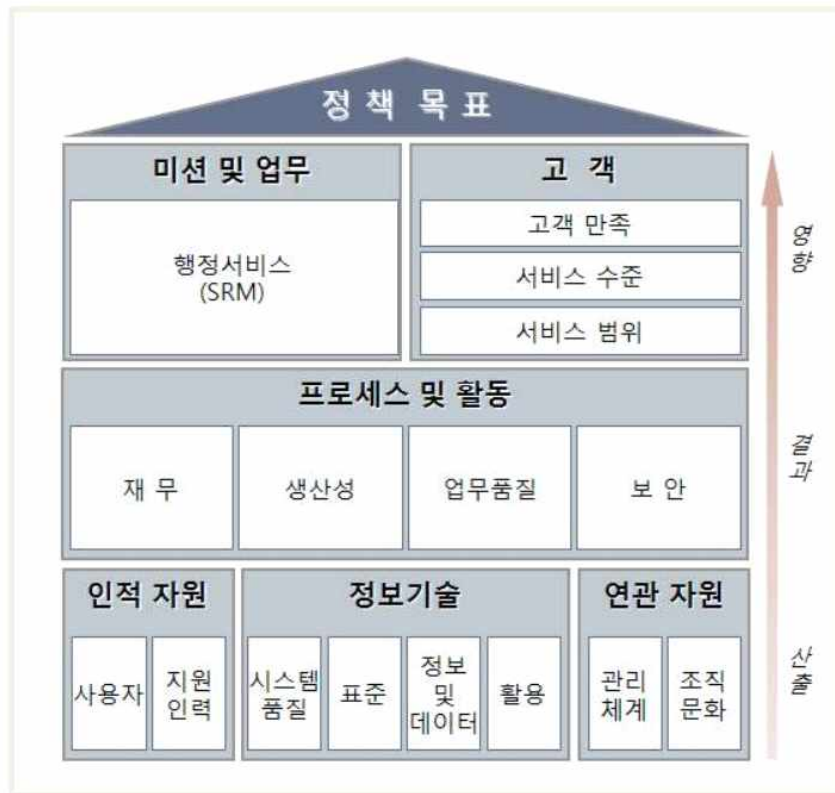 정 책 목 표
미션 및 업무
행정서비스
(SRM)
고 객
고객 만족
서비스 수준
서비스 범위
영향
프로세스 및 활동
재 무
생산성
업무품질
보 안
결과
인적 자원
사용자
지원
인력
정보기술
시스템
품질
표준
정보
및
데이터
활용
연관 자원
관리
체계
조직
문화
산출